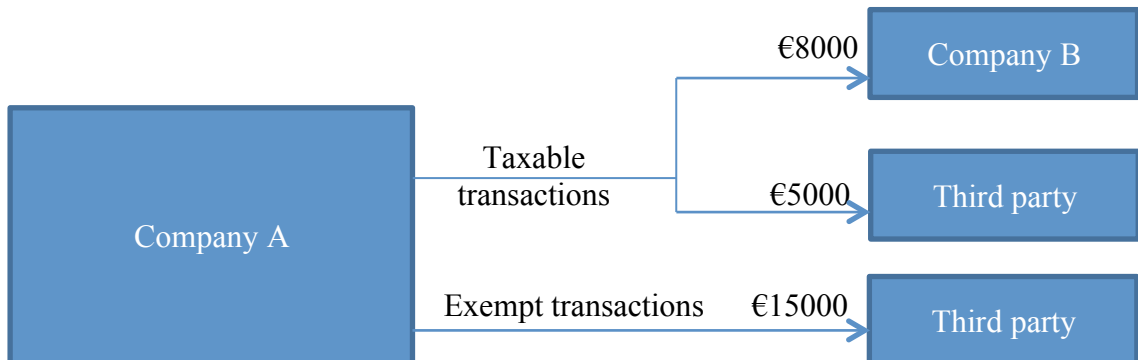 €8000
Company B
Taxable
transactions
€5000
Third party
Company A
Exempt transactions
€15000
Third party